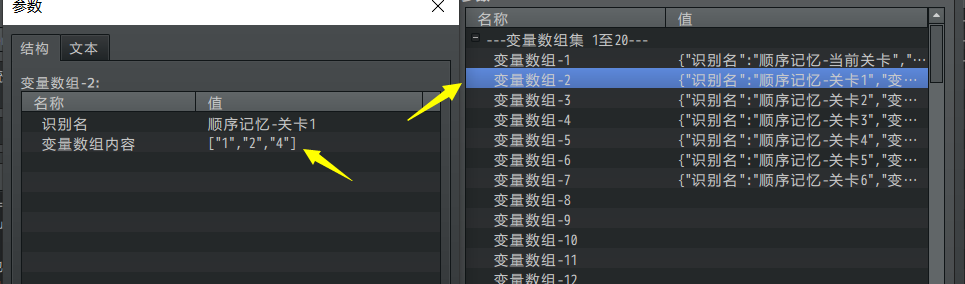 参数
结构 文本
变量数组-2:
名称 值
识别名 顺序记忆-关卡1
变量数组内容 ["1","2","4"]
名称 值
---变量数组集 1至20---
变量数组-1 {"识别名":"顺序记忆-当前关卡","…
变量数组-2 {"识别名":"顺序记忆-关卡1","变…
变量数组-3 {"识别名":"顺序记忆-关卡2","变…
变量数组-4 {"识别名":"顺序记忆-关卡3","变…
变量数组-5 {"识别名":"顺序记忆-关卡4","变…
变量数组-6 {"识别名":"顺序记忆-关卡5","变…
变量数组-7 {"识别名":"顺序记忆-关卡6","变…
变量数组-8
变量数组-9
变量数组-10
变量数组-11
变量数组-12